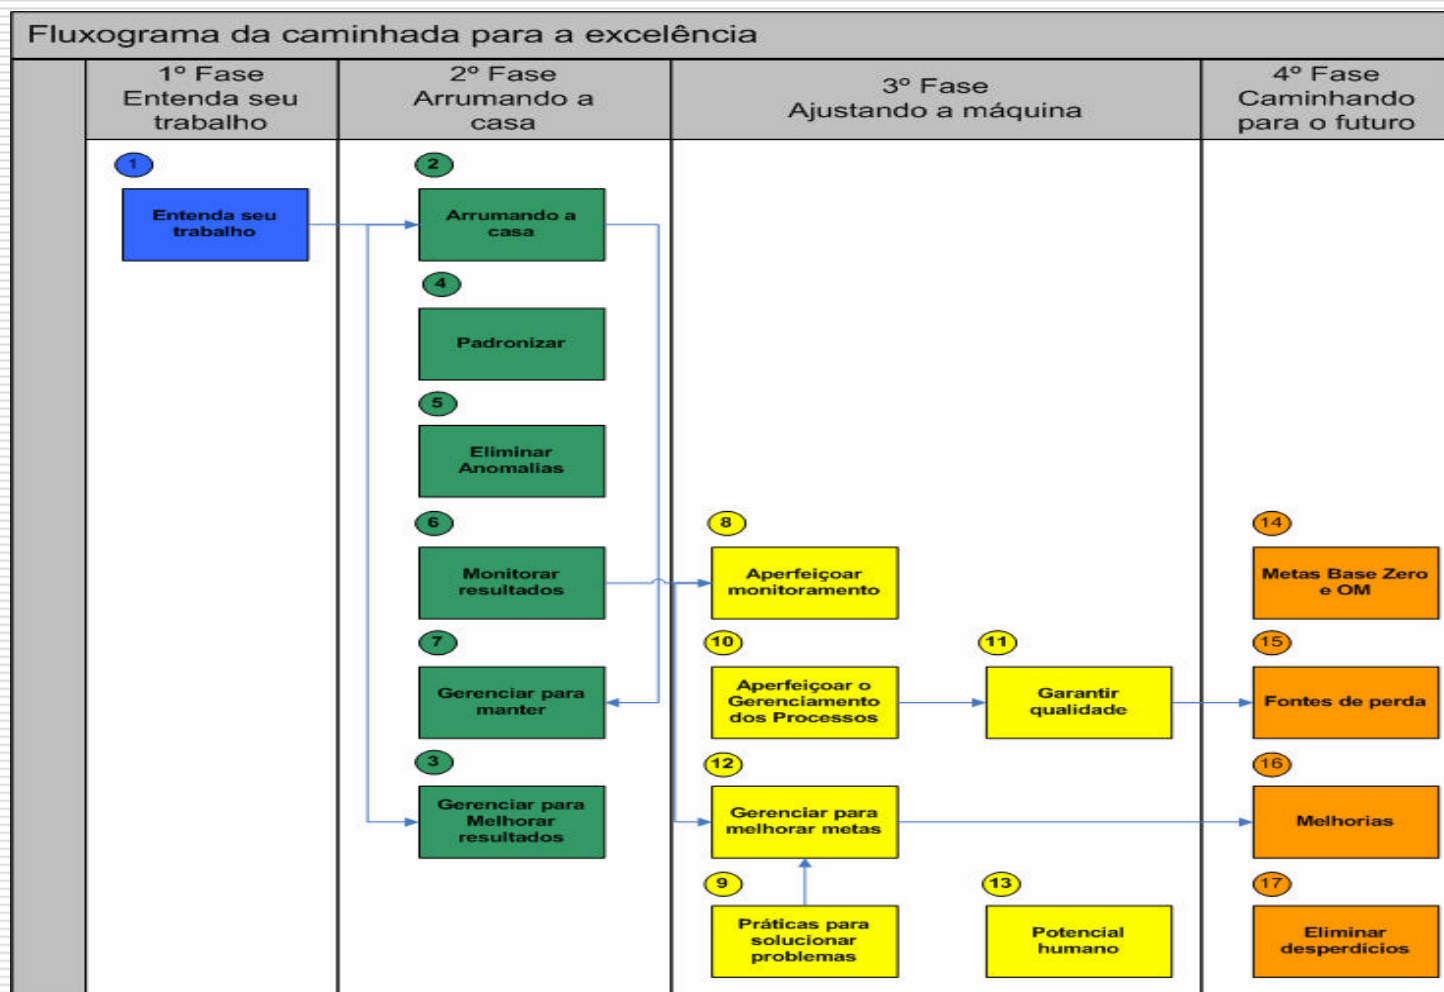 Fluxograma da caminhada para a excelência
1º Fase
Entenda seu
trabalho
2º Fase
Arrumando a
casa
3º Fase
Ajustando a máquina
4º Fase
Caminhando
para o futuro
1
Entenda seu
trabalho
2
Arrumando a
casa
4
Padronizar
5
Eliminar
Anomalias
6
Monitorar
resultados
7
Gerenciar para
manter
3
Gerenciar para
Melhorar
resultados
8
Aperfeiçoar
monitoramento
10
Aperfeiçoar o
Gerenciamento
dos Processos
11
Garantir
qualidade
12
Gerenciar para
melhorar metas
9
Práticas para
solucionar
problemas
13
Potencial
humano
14
Metas Base Zero
e OM
15
Fontes de perda
16
Melhorias
17
Eliminar
desperdícios